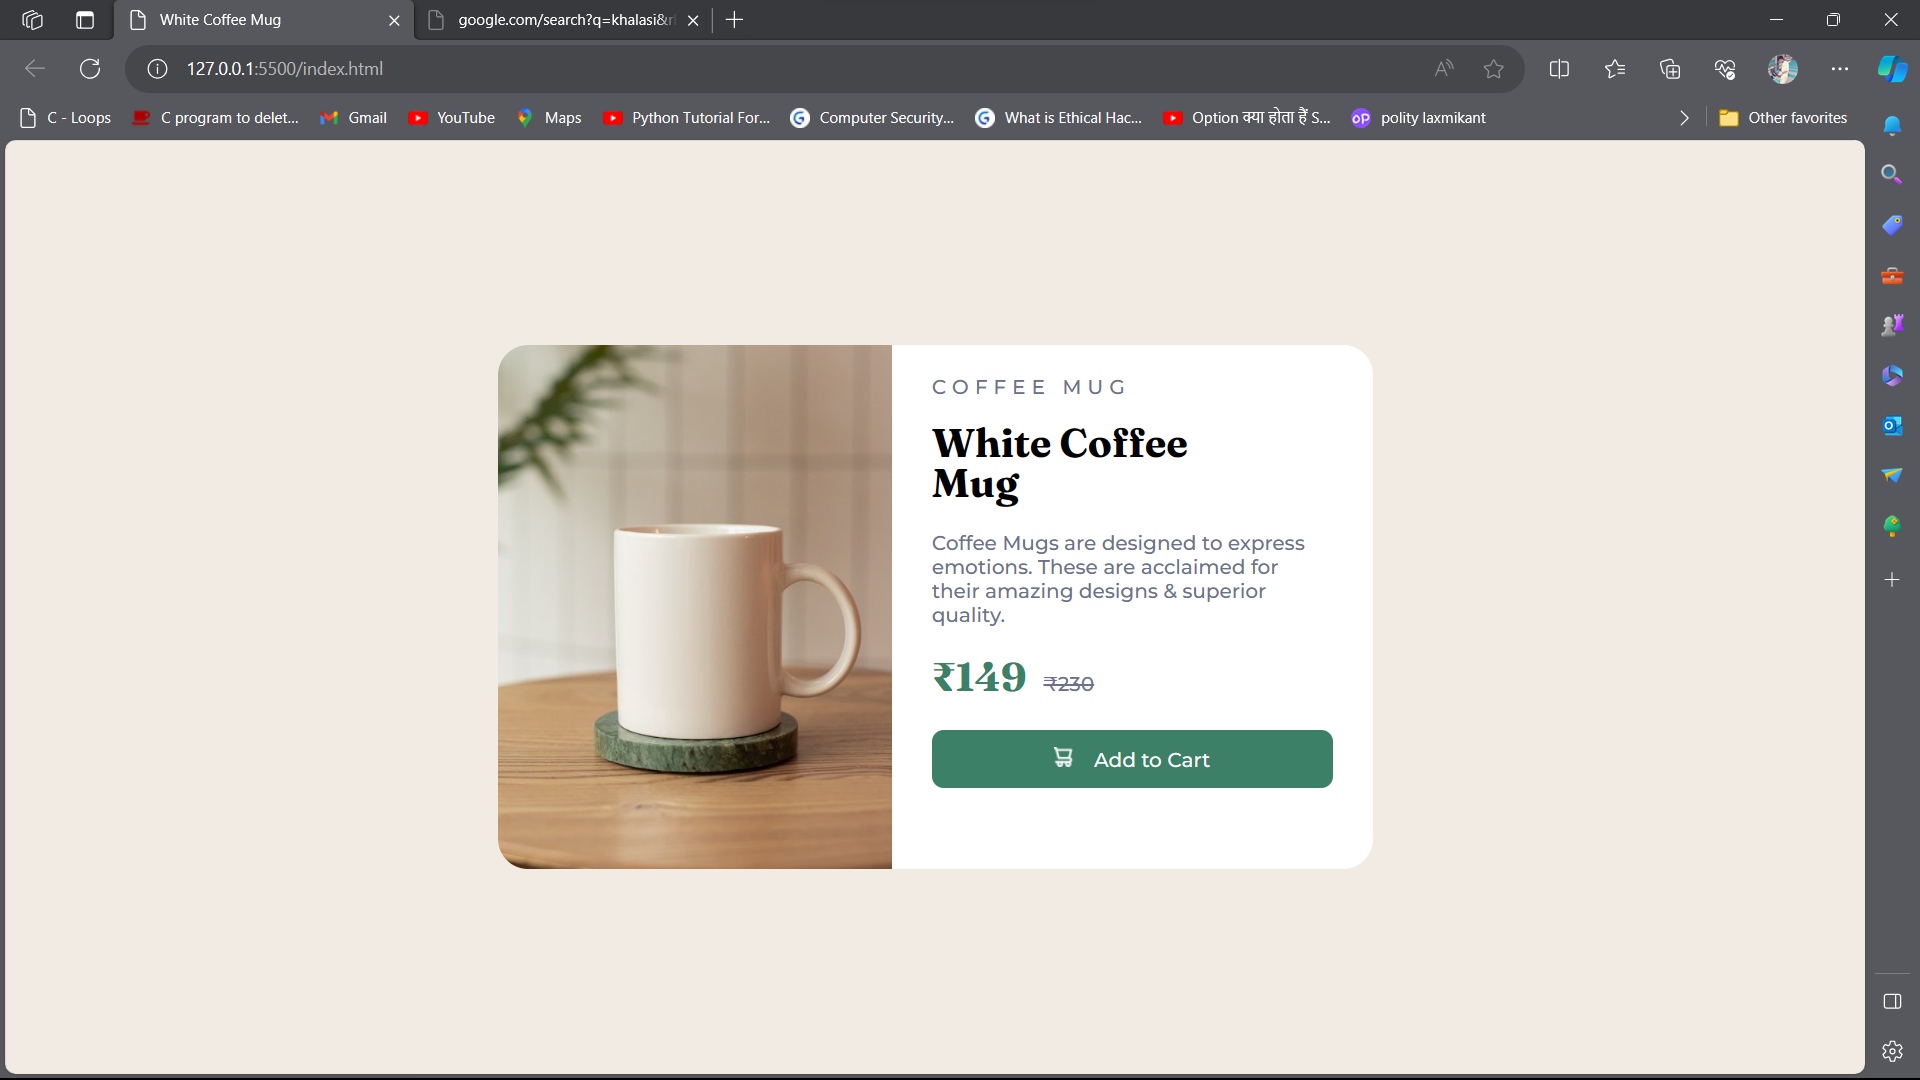 White Coffee Mug
google.com/search?q=khalasi&r
127.0.0.1:5500/index.html
C - Loops
C program to delet...
Gmail
YouTube
Maps
Python Tutorial For...
Computer Security...
What is Ethical Hac...
Option क्या होता हैं S...
polity laxmikant
Other favorites
COFFEE MUG
White Coffee
Mug
Coffee Mugs are designed to express
emotions. These are acclaimed for
their amazing designs & superior
quality.
₹149 ₹230
Add to Cart